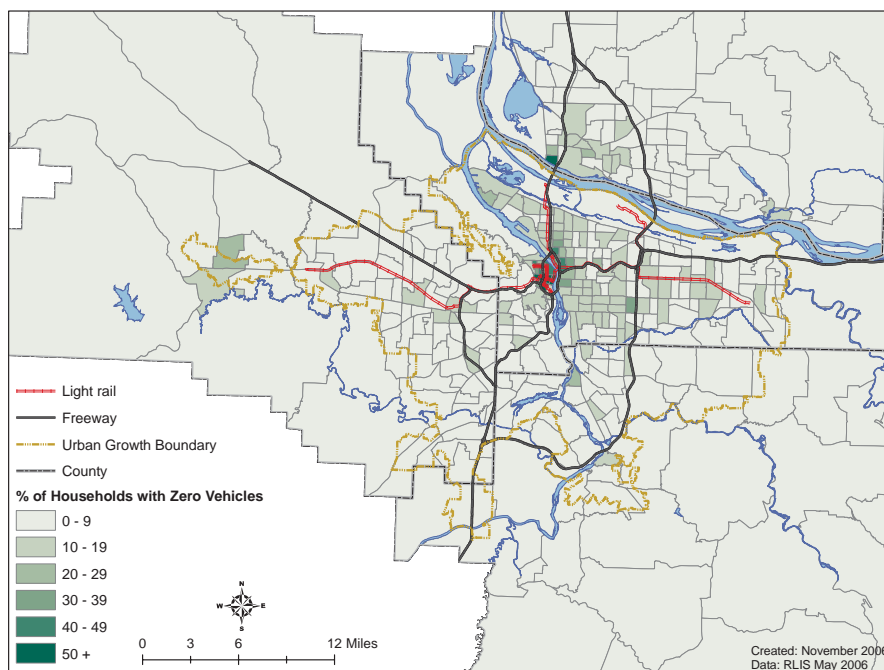 Light rail
Freeway
Urban Growth Boundary
County
% of Households with Zero Vehicles
0 - 9
10 - 19
20 - 29
30 - 39
40 - 49
50 +
N
W E
S
0 3 6 12 Miles
Created: November 2006
Data: RLIS May 2006